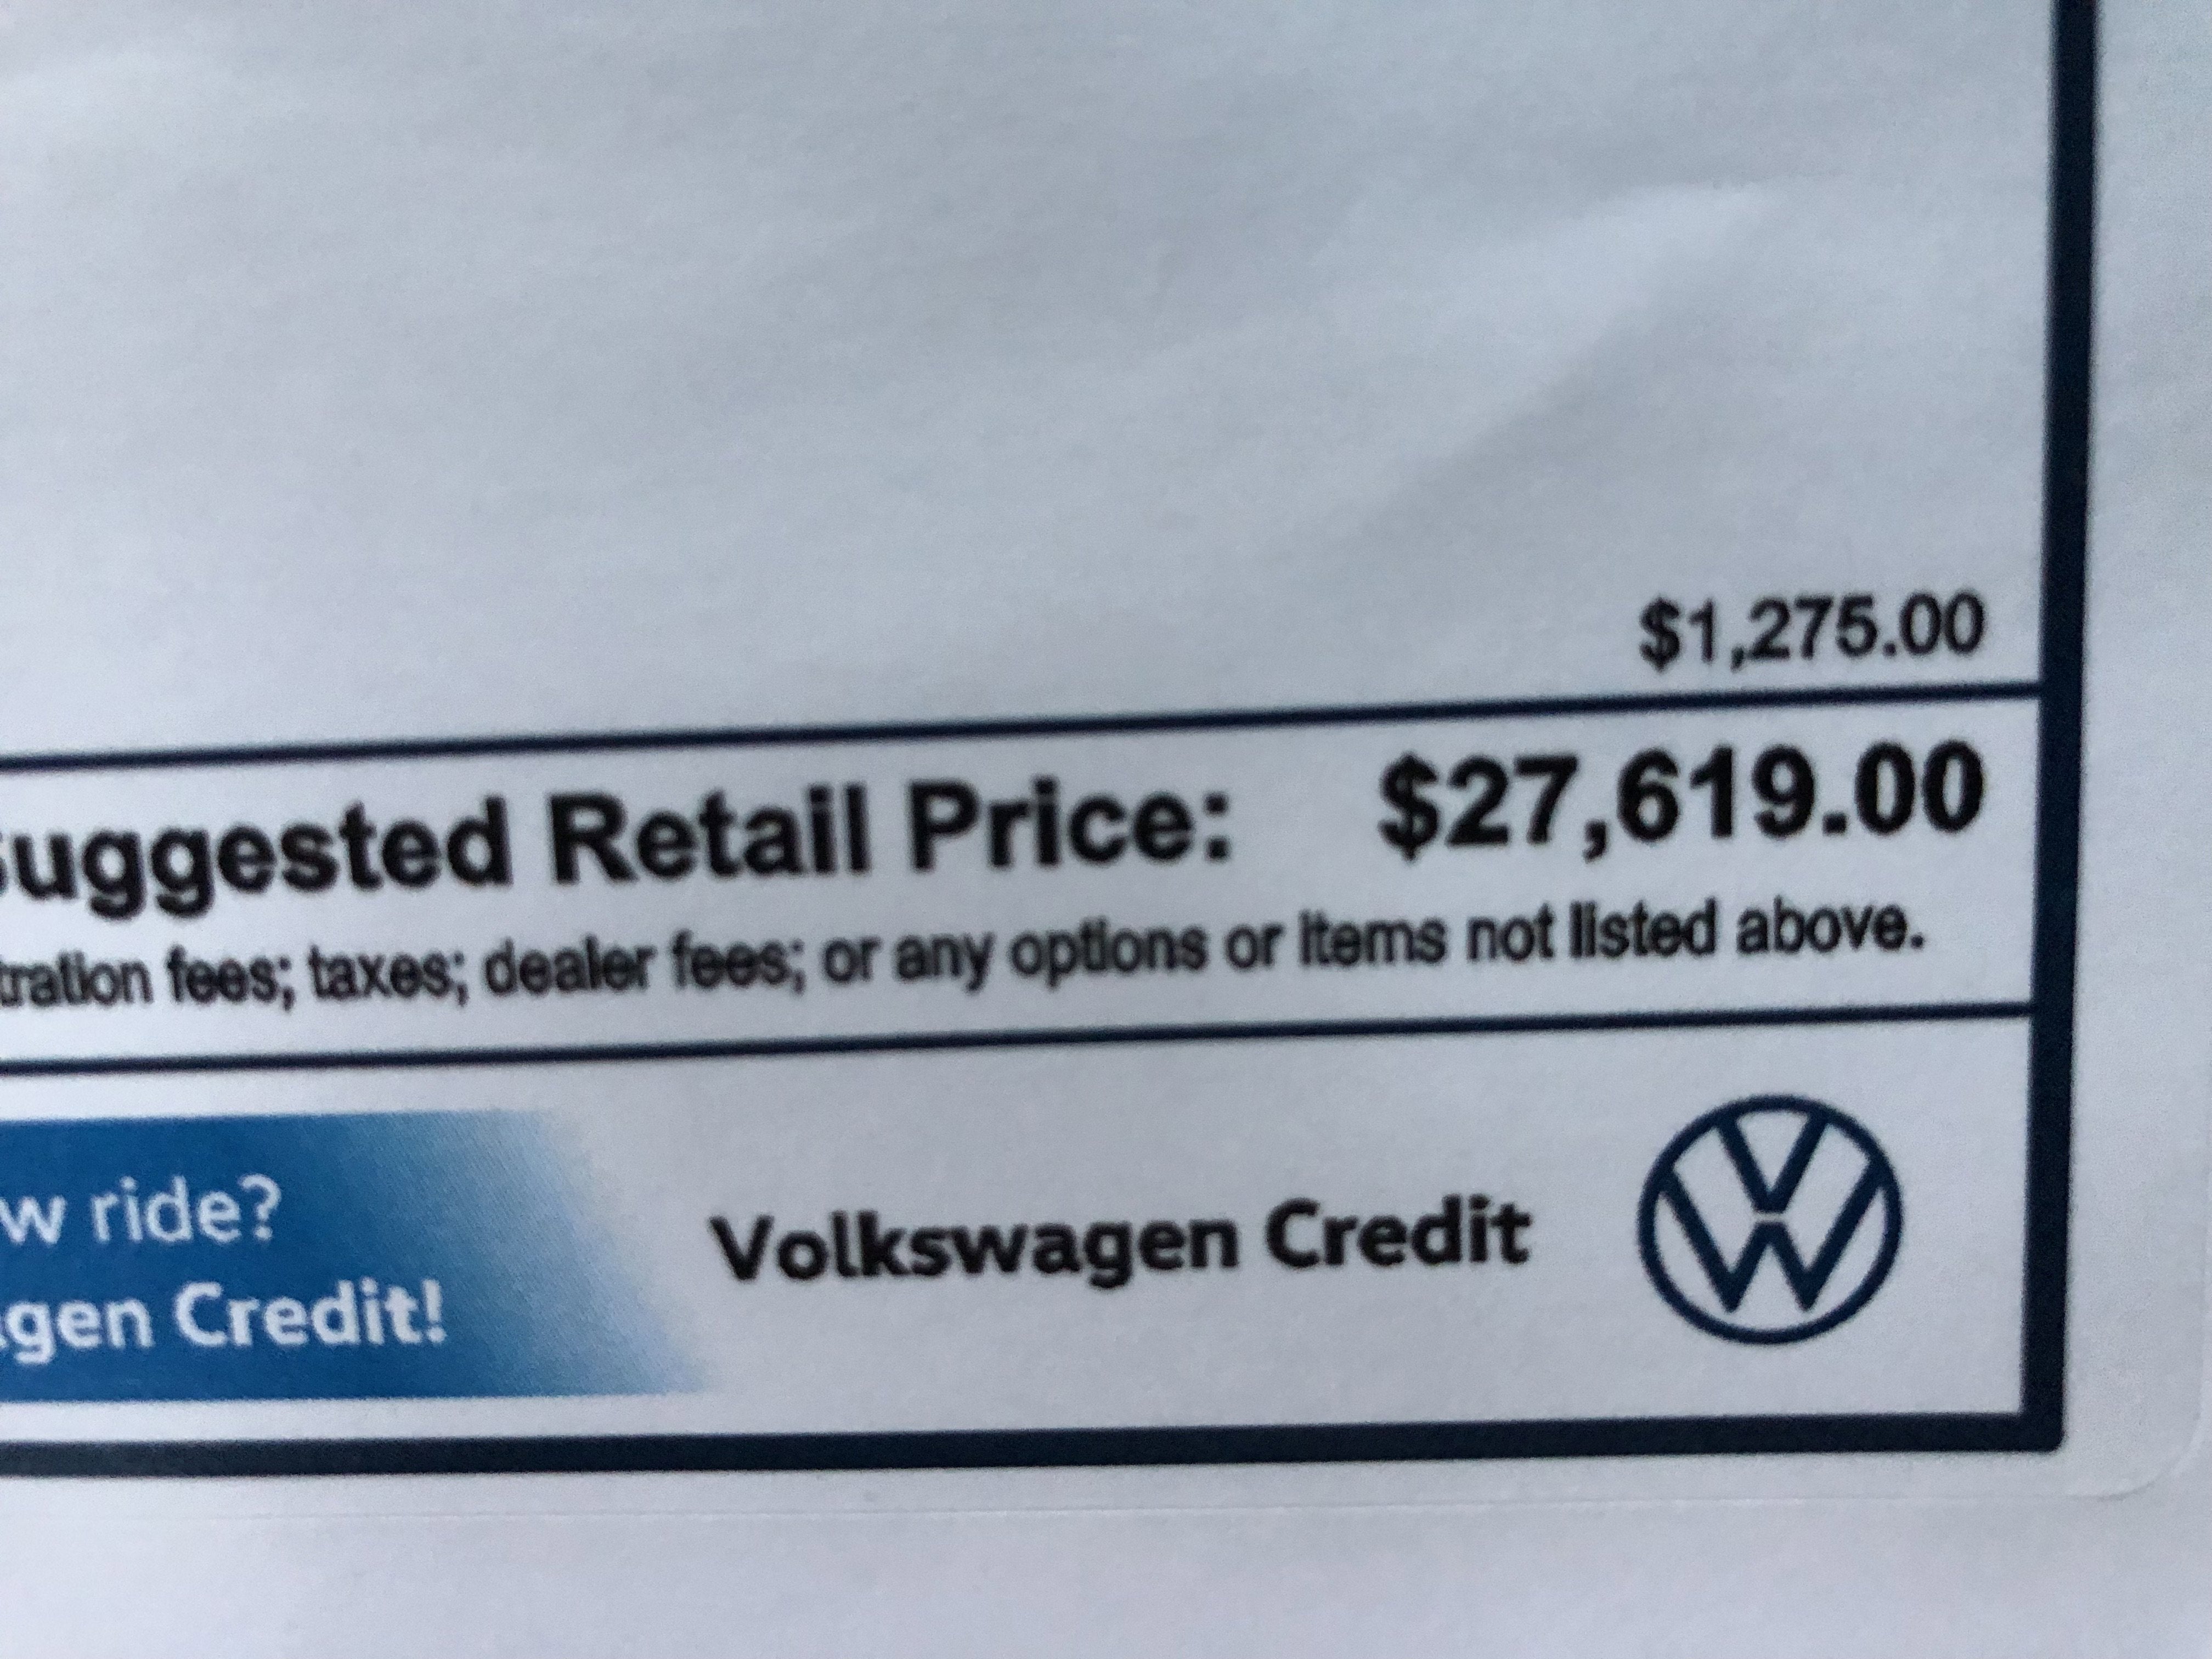 $1,275.00
uggested Retail Price: $27,619.00
tration fees; taxes; dealer fees; or any options or items not listed above.
w ride?
gen Credit!
Volkswagen Credit